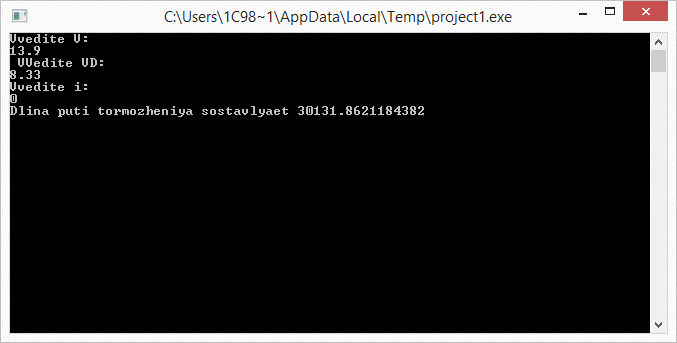 C:\Users\1C98~1\AppData\Local\Temp\project1.exe
Vvedite V:
13.9
VVedite VD:
8.33
Vvedite i:
0
Dlina puti tormozheniya sostavlyaet 30131.8621184382